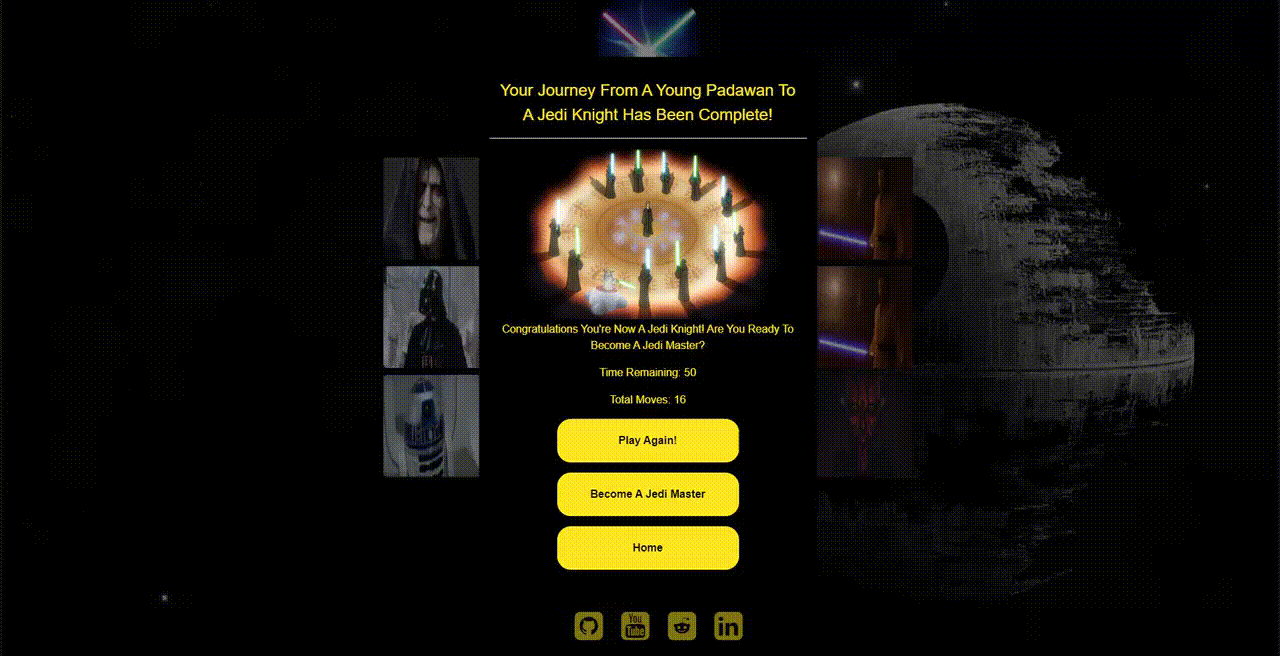 Your Journey From A Young Padawan To
A Jedi Knight Has Been Complete!
Congratulations You're Now A Jedi Knight! Are You Ready To
Become A Jedi Master?
Time Remaining: 50
Total Moves: 16
Play Again!
Become A Jedi Master
Home
You
Tube
in